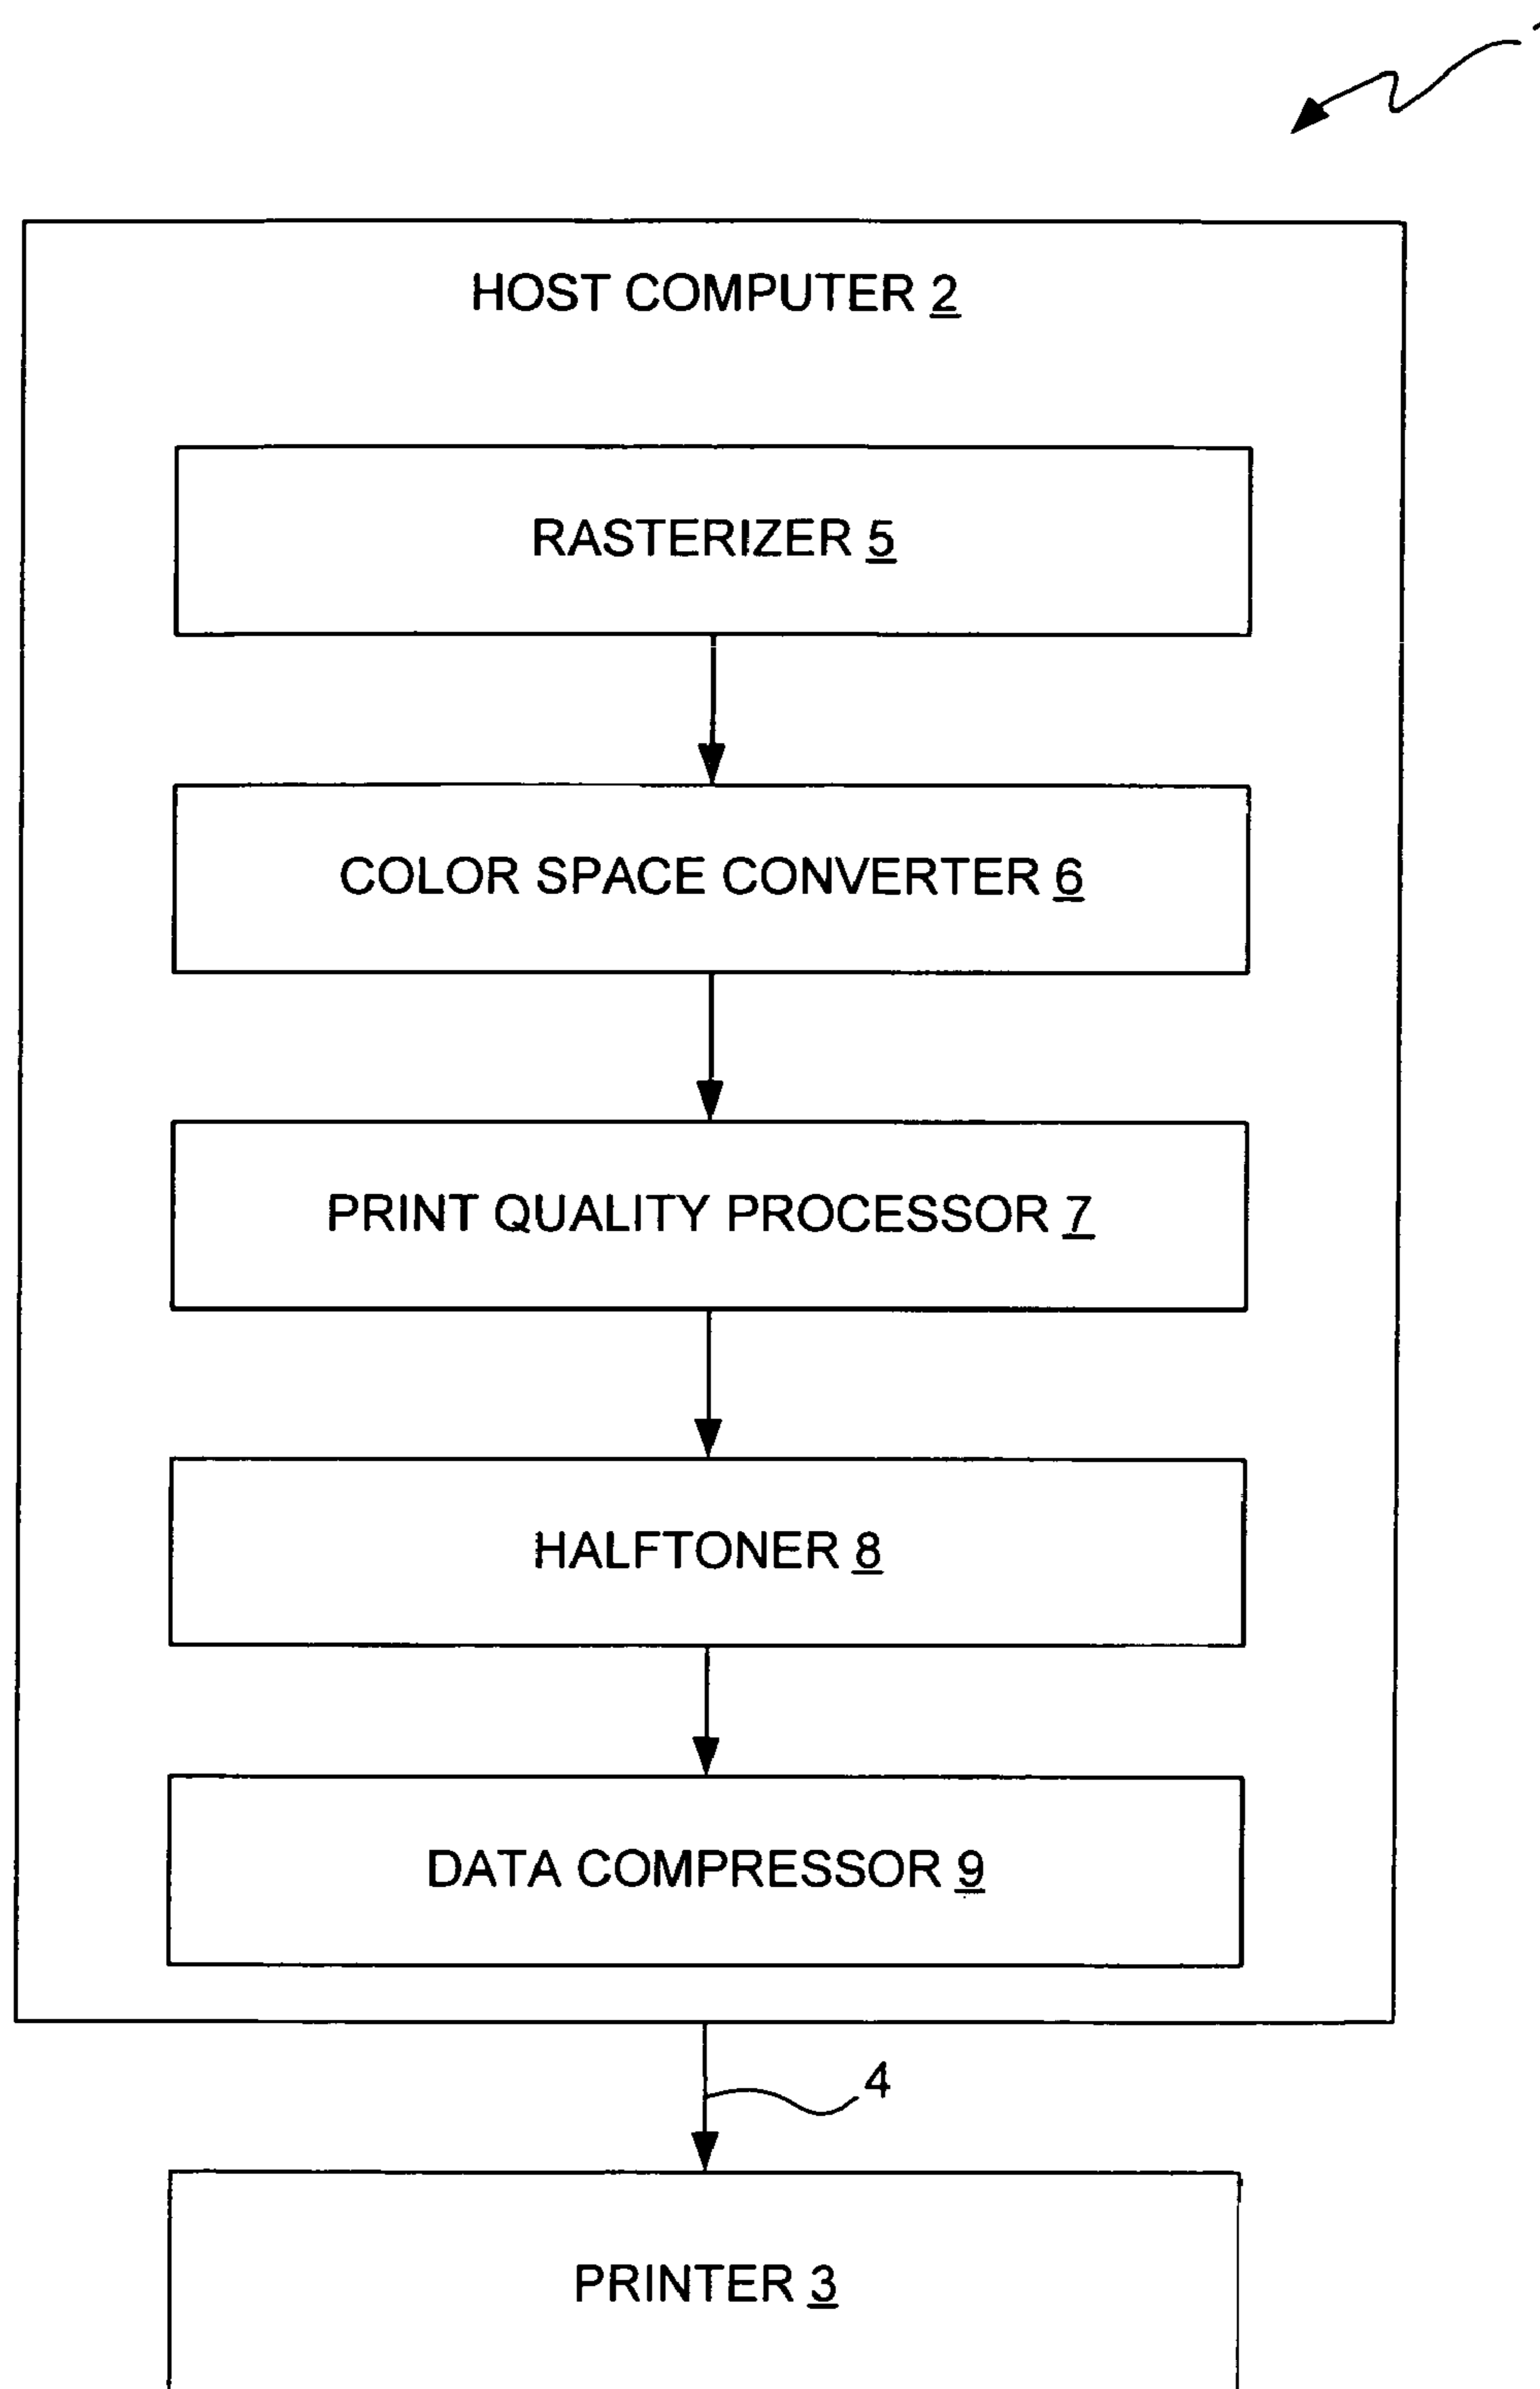 HOST COMPUTER 2
RASTERIZER 5
COLOR SPACE CONVERTER 6
PRINT QUALITY PROCESSOR 7
HALFTONER 8
DATA COMPRESSOR 9
4
PRINTER 3